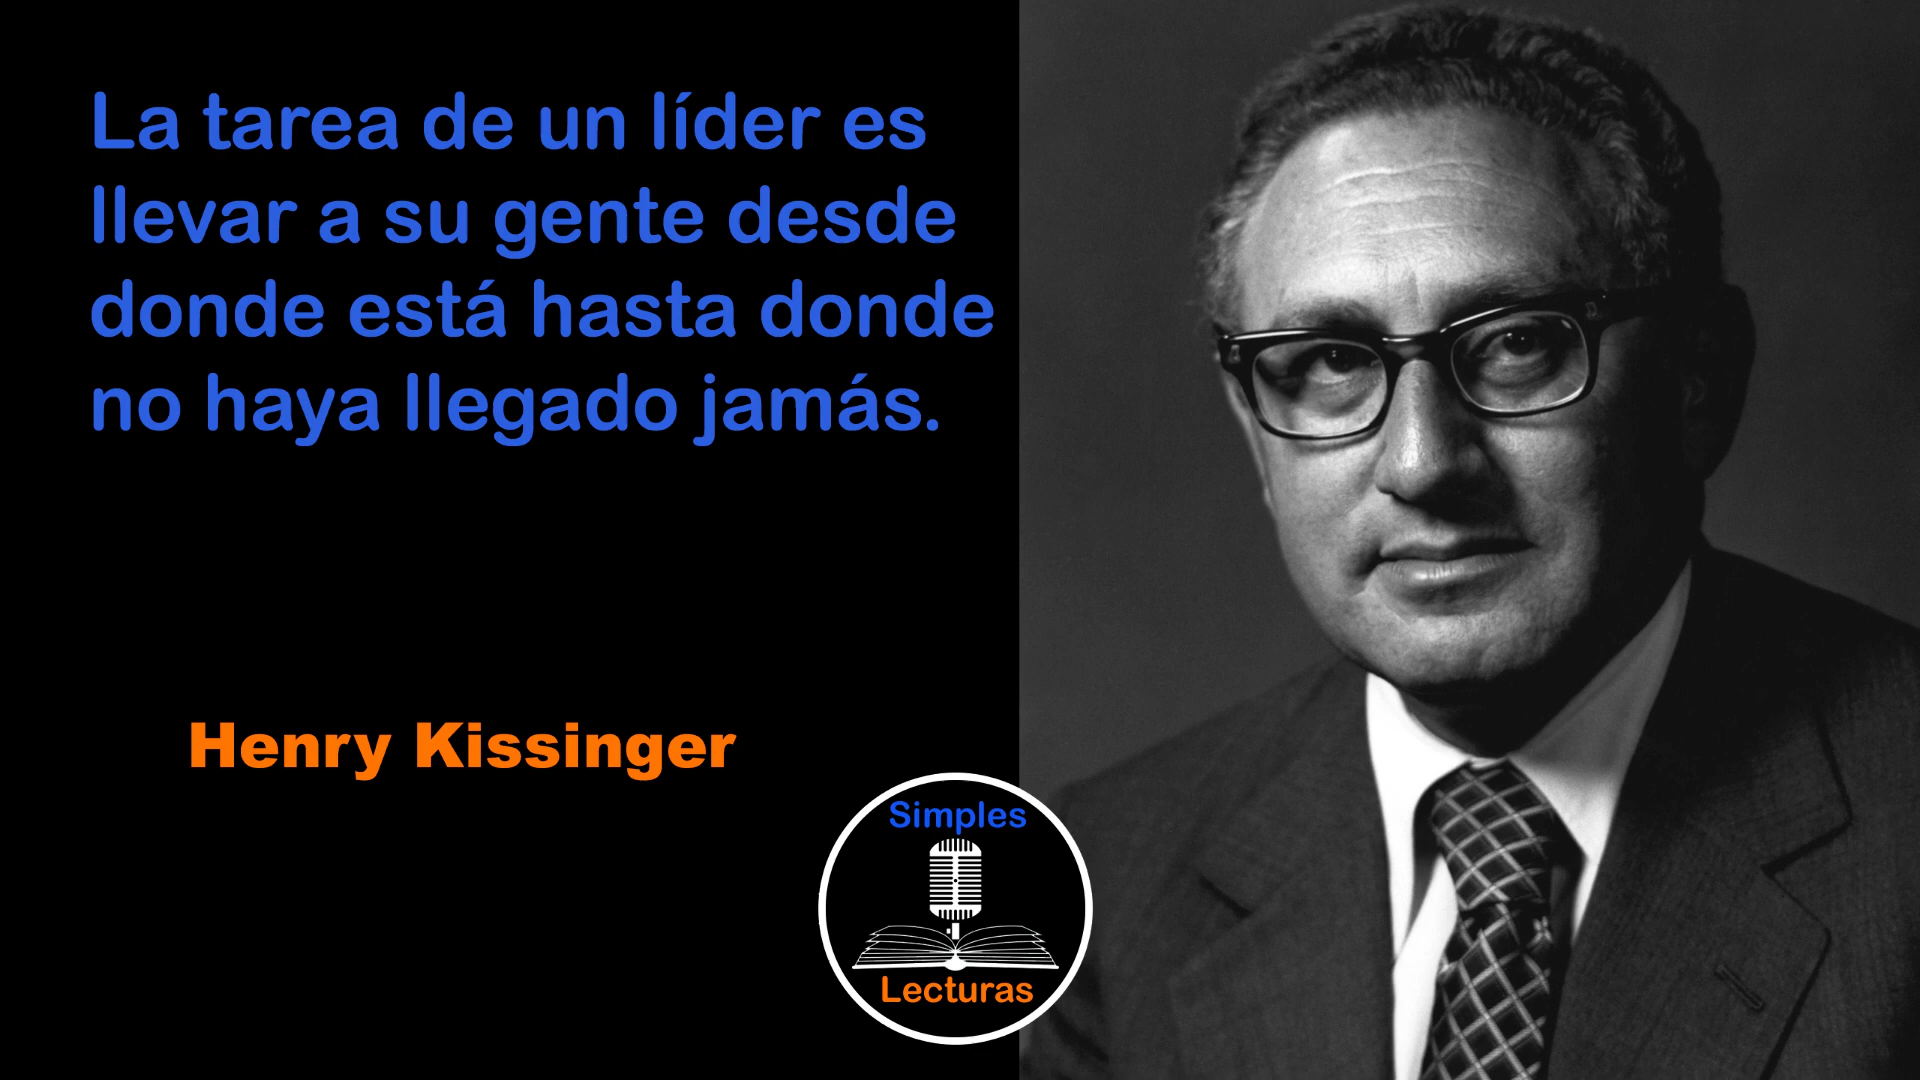 La tarea de un líder es
llevar a su gente desde
donde está hasta donde
no haya llegado jamás.
Henry Kissinger
Simples
Lecturas